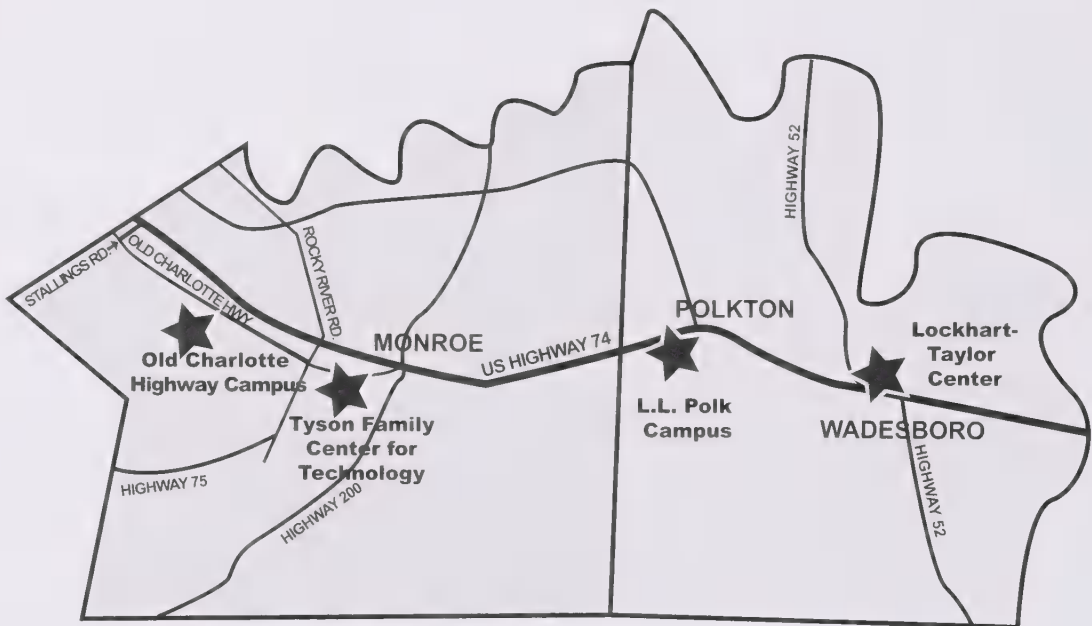 HIGHWAY 52
STALLINGS RD→
OLD CHARLOTTE HWY
ROCKY RIVER RD.
MONROE
US HIGHWAY 74
POLKTON
Old Charlotte
Highway Campus
Tyson Family
Center for
Technology
L.L. Polk
Campus
Lockhart-
Taylor
Center
WADESBORO
HIGHWAY 75
HIGHWAY 200
HIGHWAY 52